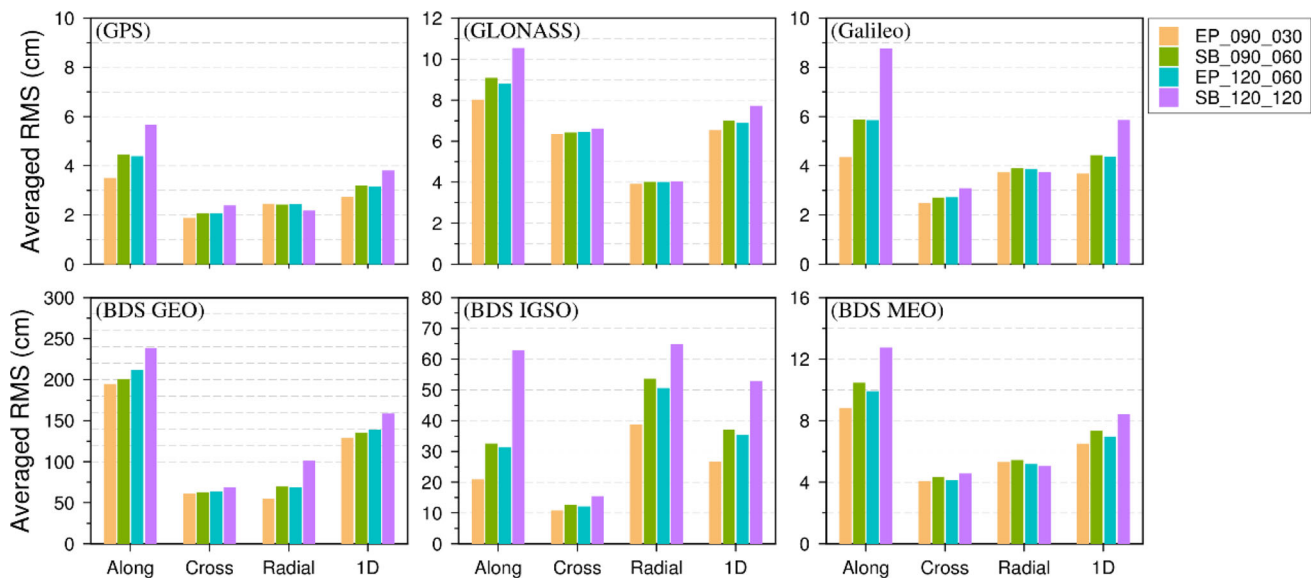 (GPS)
Averaged RMS (cm)
10
8
6
4
2
0
(GLONASS)
12
10
8
6
4
2
0
(Galileo)
10
8
6
4
2
0
EP_090_030
SB_090_060
EP_120_060
SB_120_120
(BDS GEO)
Averaged RMS (cm)
300
250
200
150
100
50
0
Along Cross Radial 1D
(BDS IGSO)
80
70
60
50
40
30
20
10
0
Along Cross Radial 1D
(BDS MEO)
16
12
8
4
0
Along Cross Radial 1D